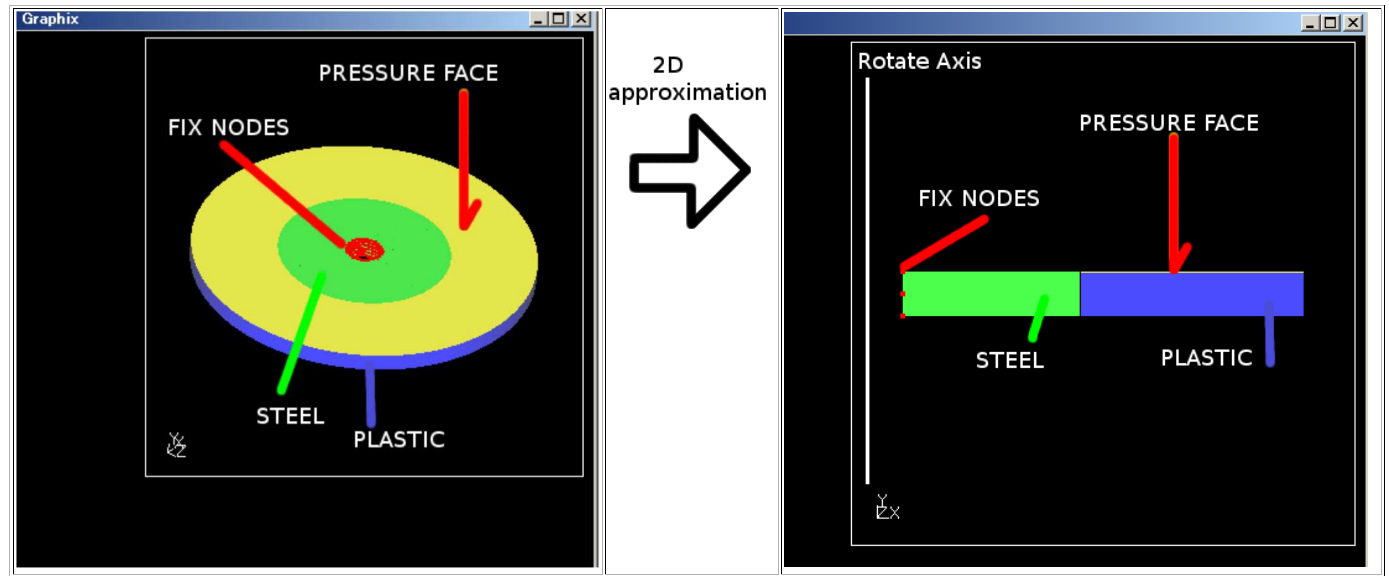 Graphix
PRESSURE FACE
FIX NODES
STEEL
PLASTIC
Y
Z
2D
approximation
Rotate Axis
PRESSURE FACE
FIX NODES
STEEL
PLASTIC
Y
Z X